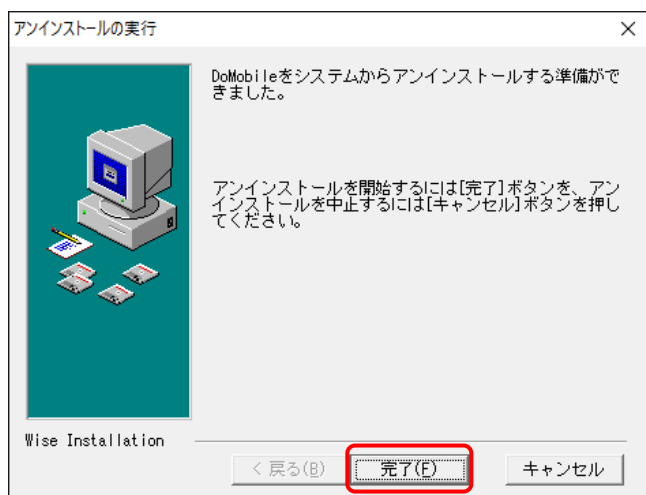 アンインストールの実行
DoMobileをシステムからアンインストールする準備がで
きました。
アンインストールを開始するには[完了]ボタンを、アン
インストールを中止するには[キャンセル]ボタンを押し
てください。
Wise Installation
< 戻る(B)
完了(F)
キャンセル